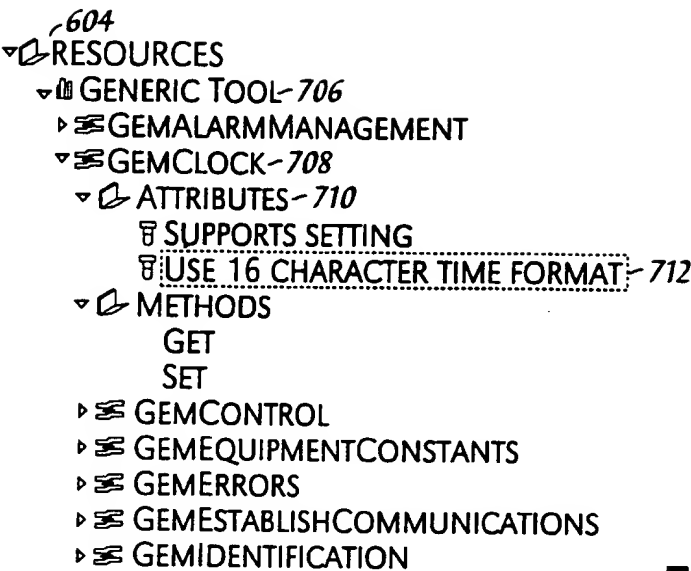 604
RESOURCES
GENERIC TOOL~706
GEMALARMMANAGEMENT
GEMCLOCK~708
ATTRIBUTES~710
SUPPORTS SETTING
USE 16 CHARACTER TIME FORMAT~712
METHODS
GET
SET
GEMCONTROL
GEMEQUIPMENTCONSTANTS
GEMERRORS
GEMESTABLISHCOMMUNICATIONS
GEMIDENTIFICATION